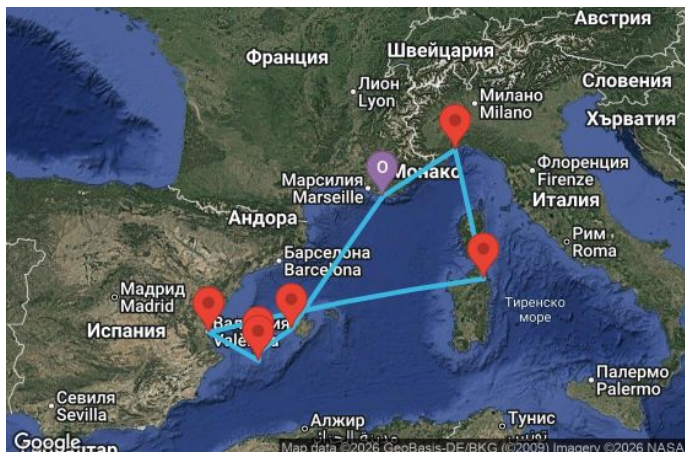 Австрия
Франция
Швейцария
Лион
Lyon
Милано
Milano
Словения
Хърватия
O
Монако
Марсилия
Marseille
Флоренция
Firenze
Италия
Андора
Рим
Roma
Барселона
Barcelona
Мадрид
Madrid
Испания
Тиренско
море
Севиля
Sevilla
Палермо
Palermo
Алжир
Тунис
Google
Map data ©2026 GeoBasis-DE/BKG (©2009) Imagery ©2026 NASA